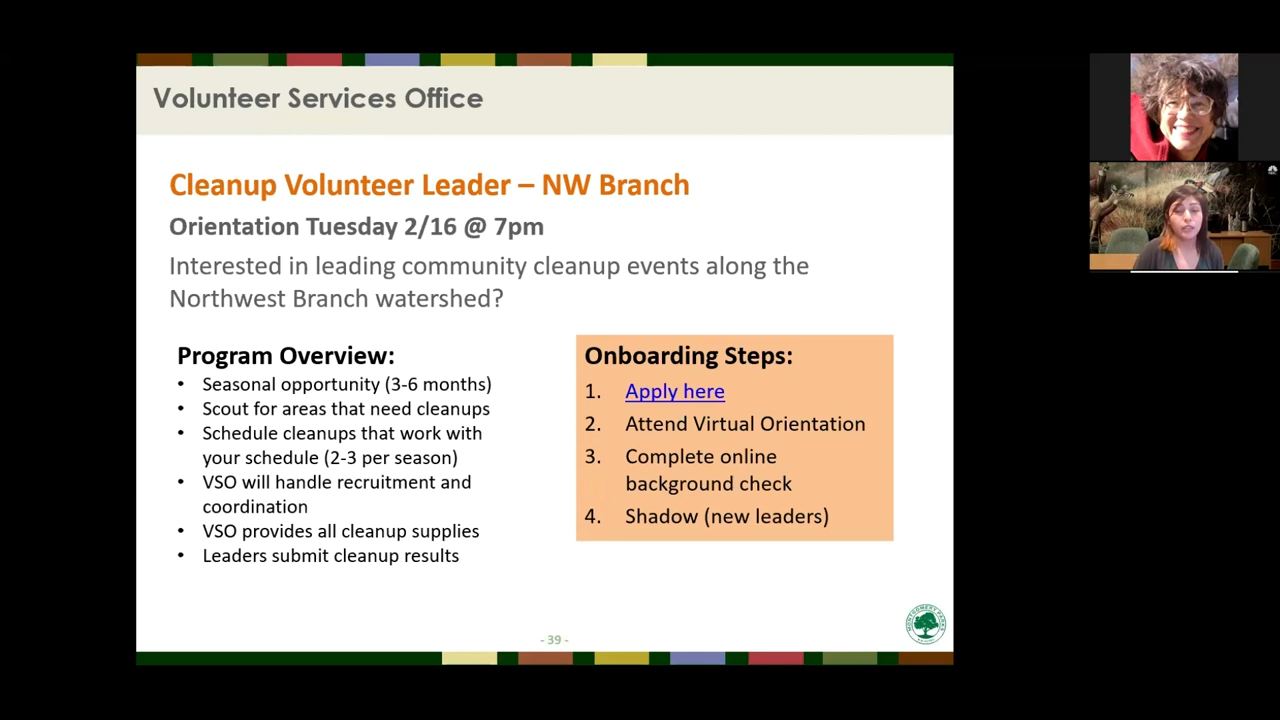 Volunteer Services Office
Cleanup Volunteer Leader – NW Branch
Orientation Tuesday 2/16 @ 7pm
Interested in leading community cleanup events along the
Northwest Branch watershed?
Program Overview:
• Seasonal opportunity (3-6 months)
• Scout for areas that need cleanups
• Schedule cleanups that work with
your schedule (2-3 per season)
• VSO will handle recruitment and
coordination
• VSO provides all cleanup supplies
• Leaders submit cleanup results
Onboarding Steps:
1. Apply here
2. Attend Virtual Orientation
3. Complete online
background check
4. Shadow (new leaders)
MONTGOMERY PARKS
- 39 -